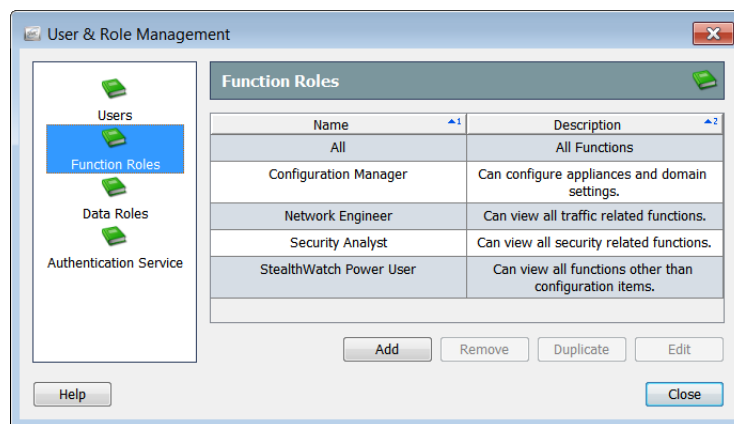 User & Role Management
Users
Function Roles
Data Roles
Authentication Service
Function Roles
Name 1 Description 2
All All Functions
Configuration Manager Can configure appliances and domain
settings.
Network Engineer Can view all traffic related functions.
Security Analyst Can view all security related functions.
StealthWatch Power User Can view all functions other than
configuration items.
Add Remove Duplicate Edit
Help Close